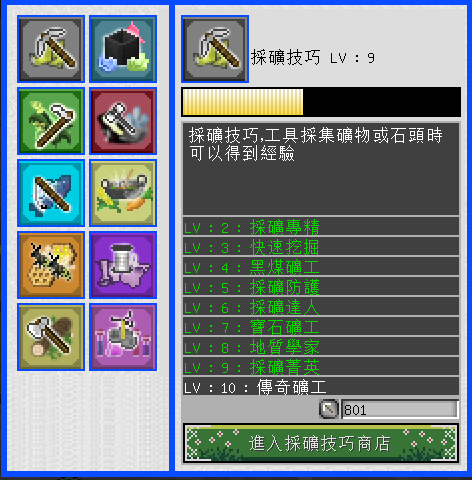 採礦技巧 LV : 9
採礦技巧,工具採集礦物或石頭時
可以得到經驗
LV : 2 : 採礦專精
LV : 3 : 快速挖掘
LV : 4 : 黑煤礦工
LV : 5 : 採礦防護
LV : 6 : 採礦達人
LV : 7 : 寶石礦工
LV : 8 : 地質學家
LV : 9 : 採礦菁英
LV : 10 : 傳奇礦工
801
進入採礦技巧商店